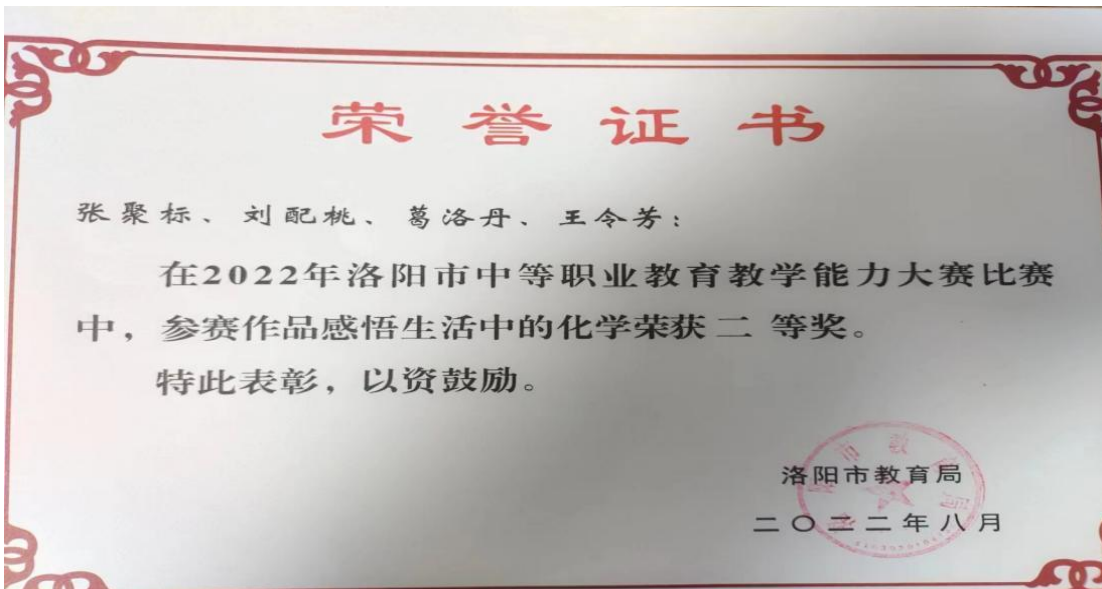 荣誉证书
张聚标、刘配桃、葛洛丹、王令芳：
在2022年洛阳市中等职业教育教学能力大赛比赛
中，参赛作品感悟生活中的化学荣获二 等奖。
特此表彰，以资鼓励。
洛阳市教育局
二〇二二年八月